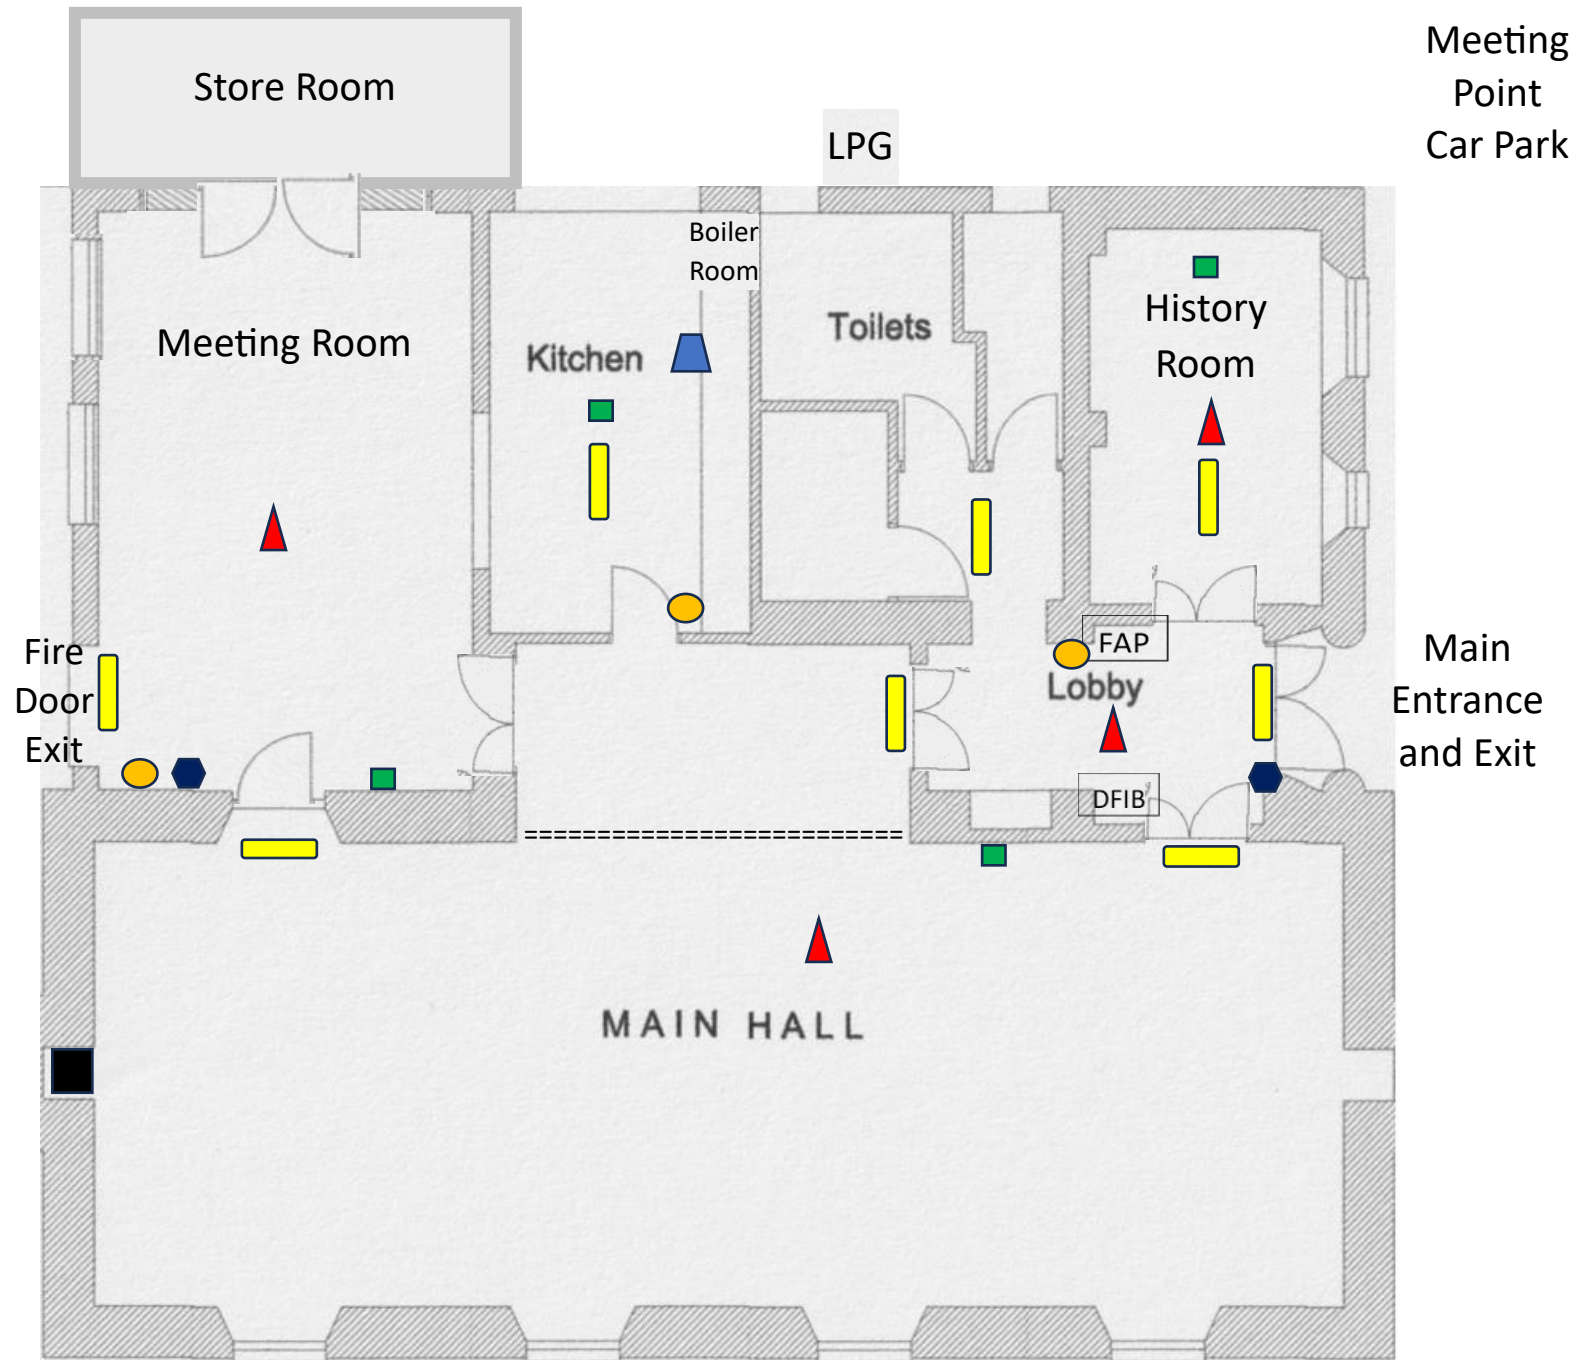 Meeting
Point
Car Park
Store Room
LPG
Boiler
Room
History
Room
Toilets
Meeting Room
Kitchen
Fire
Door
Exit
FAP
Lobby
Main
Entrance
and Exit
DFIB
MAIN HALL